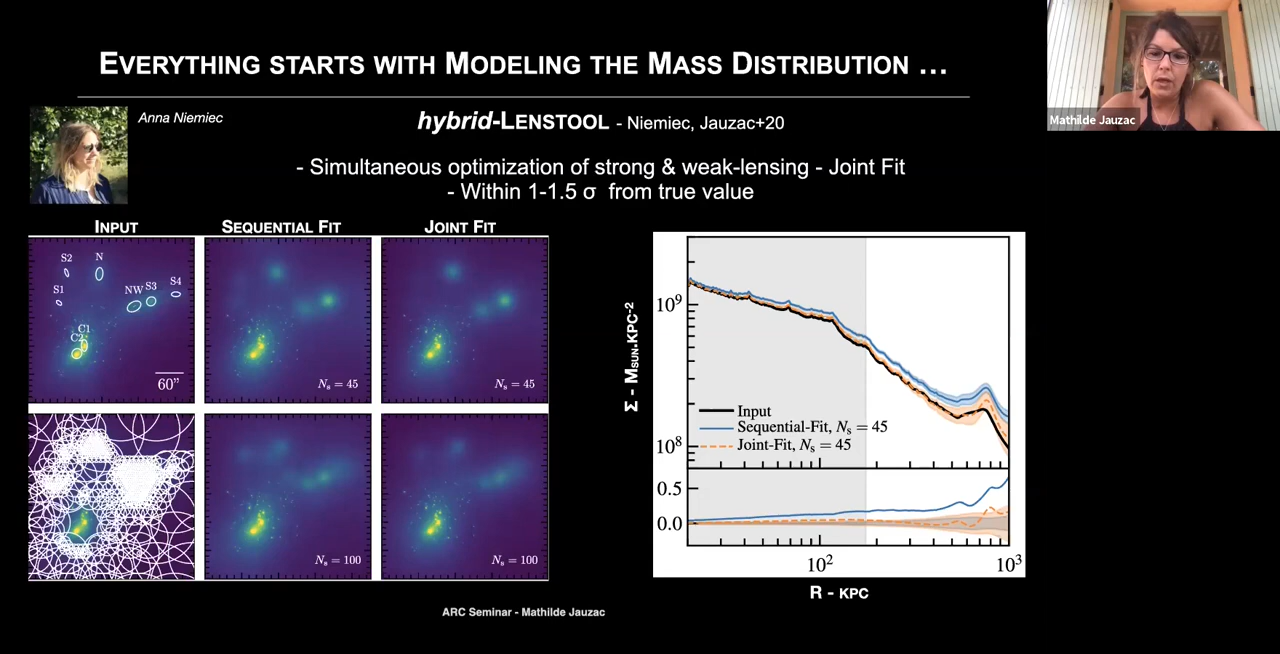 EVERYTHING STARTS WITH MODELING THE MASS DISTRIBUTION ...
Mathilde Jauzac
Anna Niemiec
hybrid-LENSTOOL - Niemiec, Jauzac+20
- Simultaneous optimization of strong & weak-lensing - Joint Fit
- Within 1-1.5 σ from true value
INPUT
SEQUENTIAL FIT
JOINT FIT
S2
N
S1
NW
S3
S4
C1
C2
60"
Nₛ = 45
Nₛ = 45
Nₛ = 100
Nₛ = 100
Σ - MSUN.KPC⁻²
10⁹
10⁸
0.5
0.0
Input
Sequential-Fit, Nₛ = 45
Joint-Fit, Nₛ = 45
10²
10³
R - KPC
ARC Seminar - Mathilde Jauzac